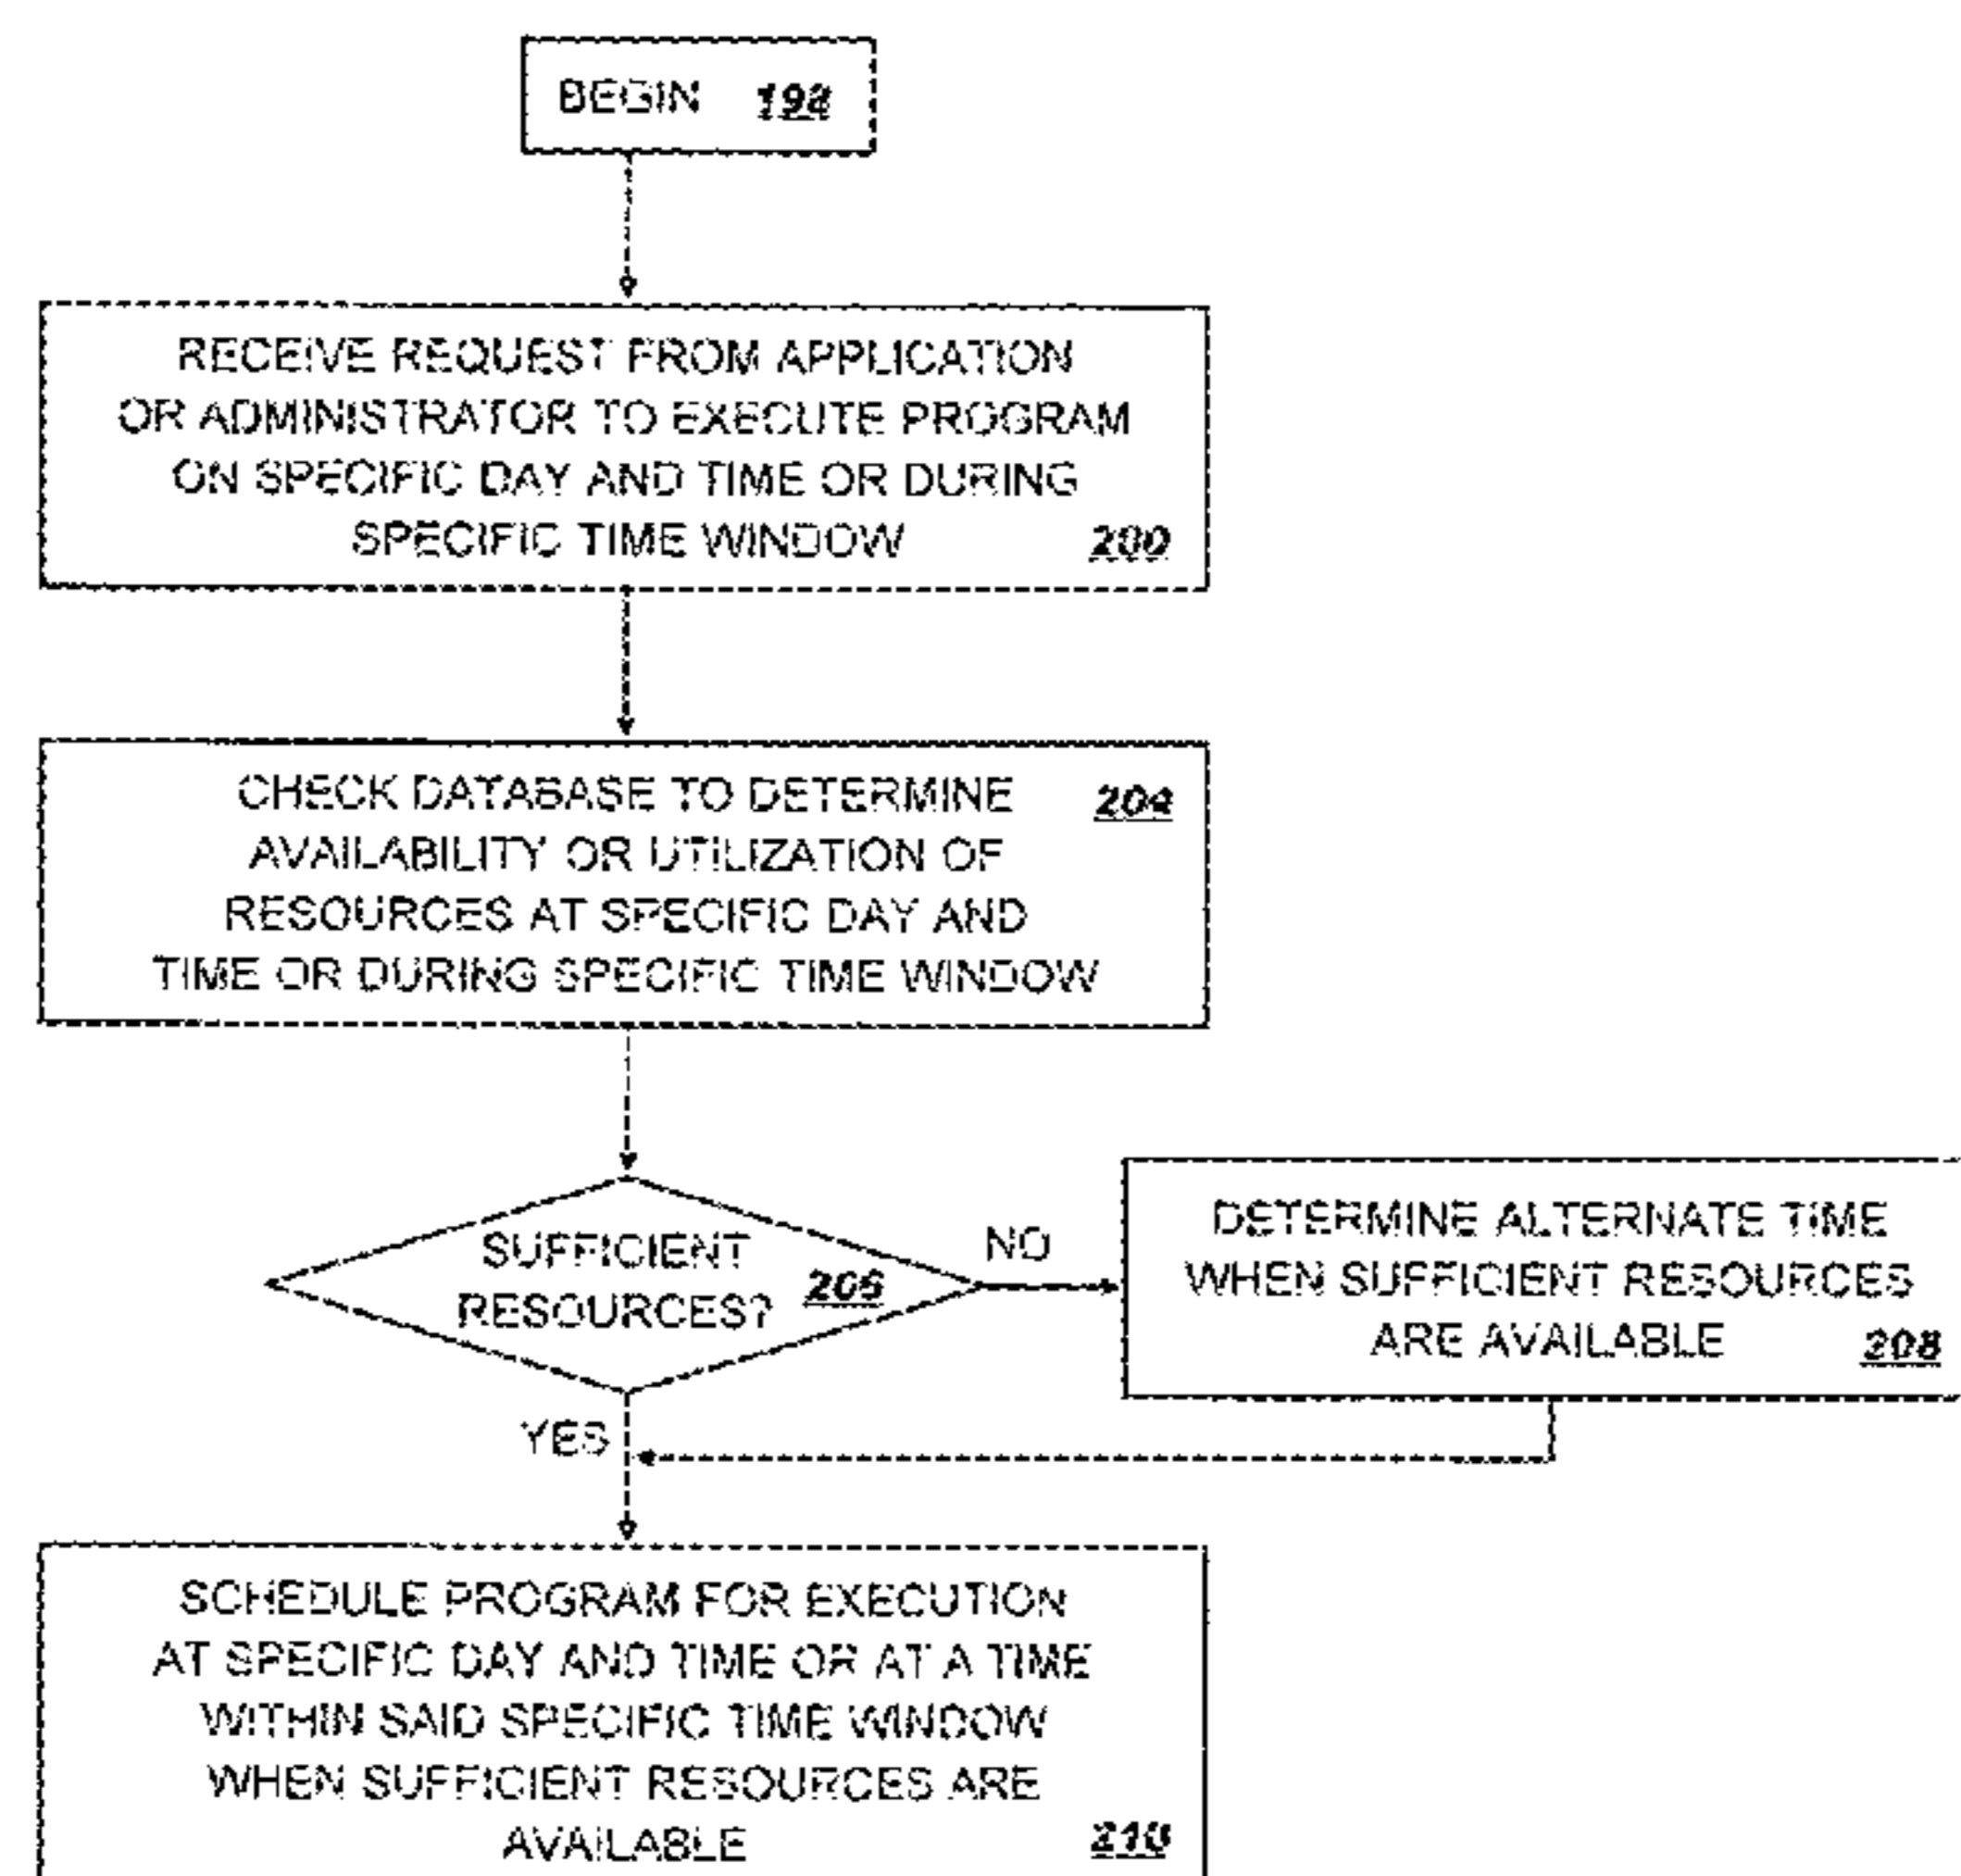 BEGIN 198
RECEIVE REQUEST FROM APPLICATION
OR ADMINISTRATOR TO EXECUTE PROGRAM
ON SPECIFIC DAY AND TIME OR DURING
SPECIFIC TIME WINDOW 200
CHECK DATABASE TO DETERMINE 204
AVAILABILITY OR UTILIZATION OF
RESOURCES AT SPECIFIC DAY AND
TIME OR DURING SPECIFIC TIME WINDOW
SUFFICIENT
RESOURCES? 206
NO
DETERMINE ALTERNATE TIME
WHEN SUFFICIENT RESOURCES
ARE AVAILABLE 208
YES
SCHEDULE PROGRAM FOR EXECUTION
AT SPECIFIC DAY AND TIME OR AT A TIME
WITHIN SAID SPECIFIC TIME WINDOW
WHEN SUFFICIENT RESOURCES ARE
AVAILABLE 210